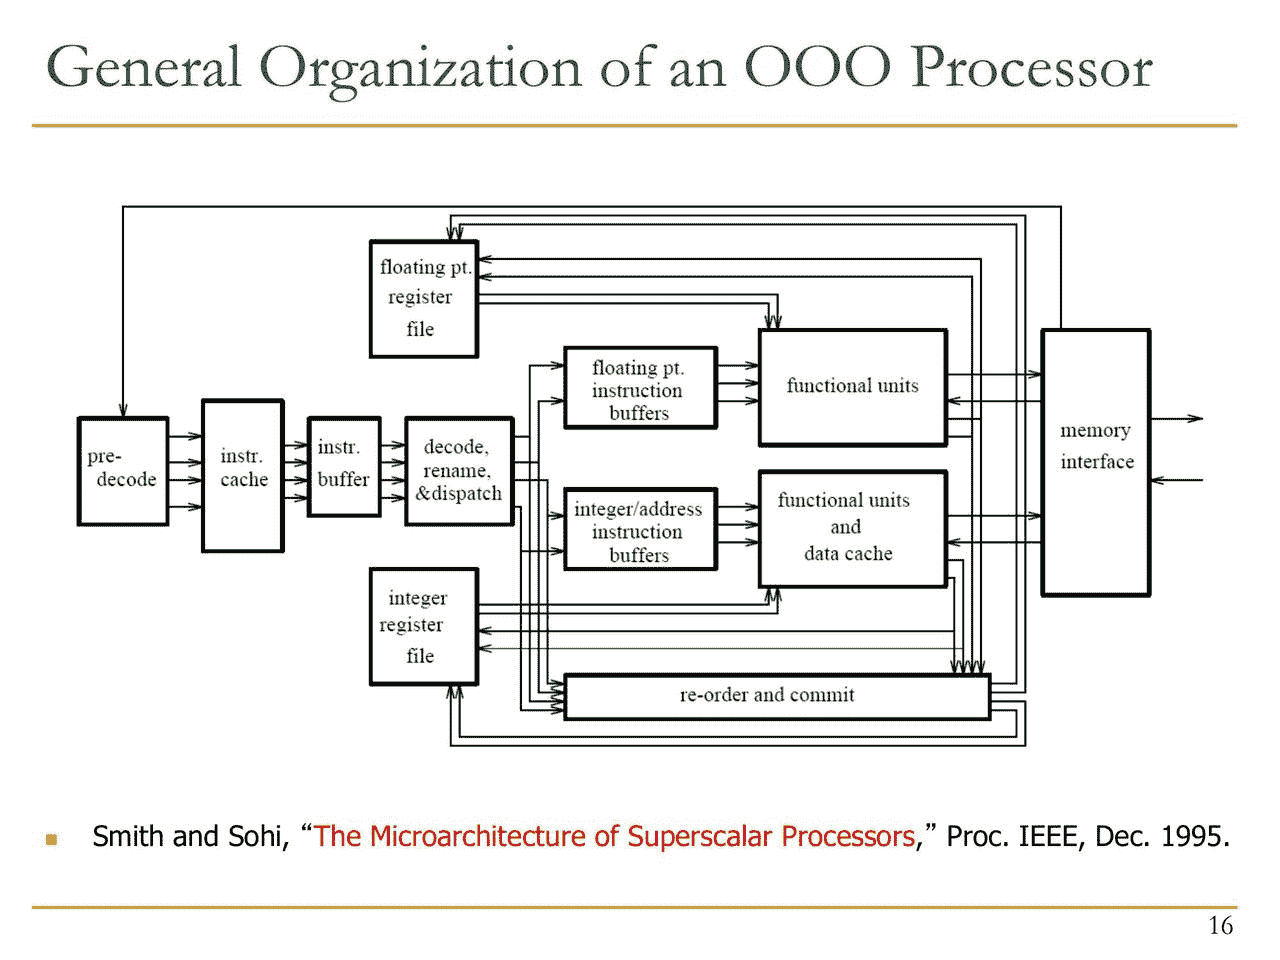 General Organization of an OOO Processor
floating pt.
register
file
floating pt.
instruction
buffers
functional units
memory
interface
pre-
decode
instr.
cache
instr.
buffer
decode,
rename,
&dispatch
integer/address
instruction
buffers
functional units
and
data cache
integer
register
file
re-order and commit
Smith and Sohi, “The Microarchitecture of Superscalar Processors,” Proc. IEEE, Dec. 1995.
16